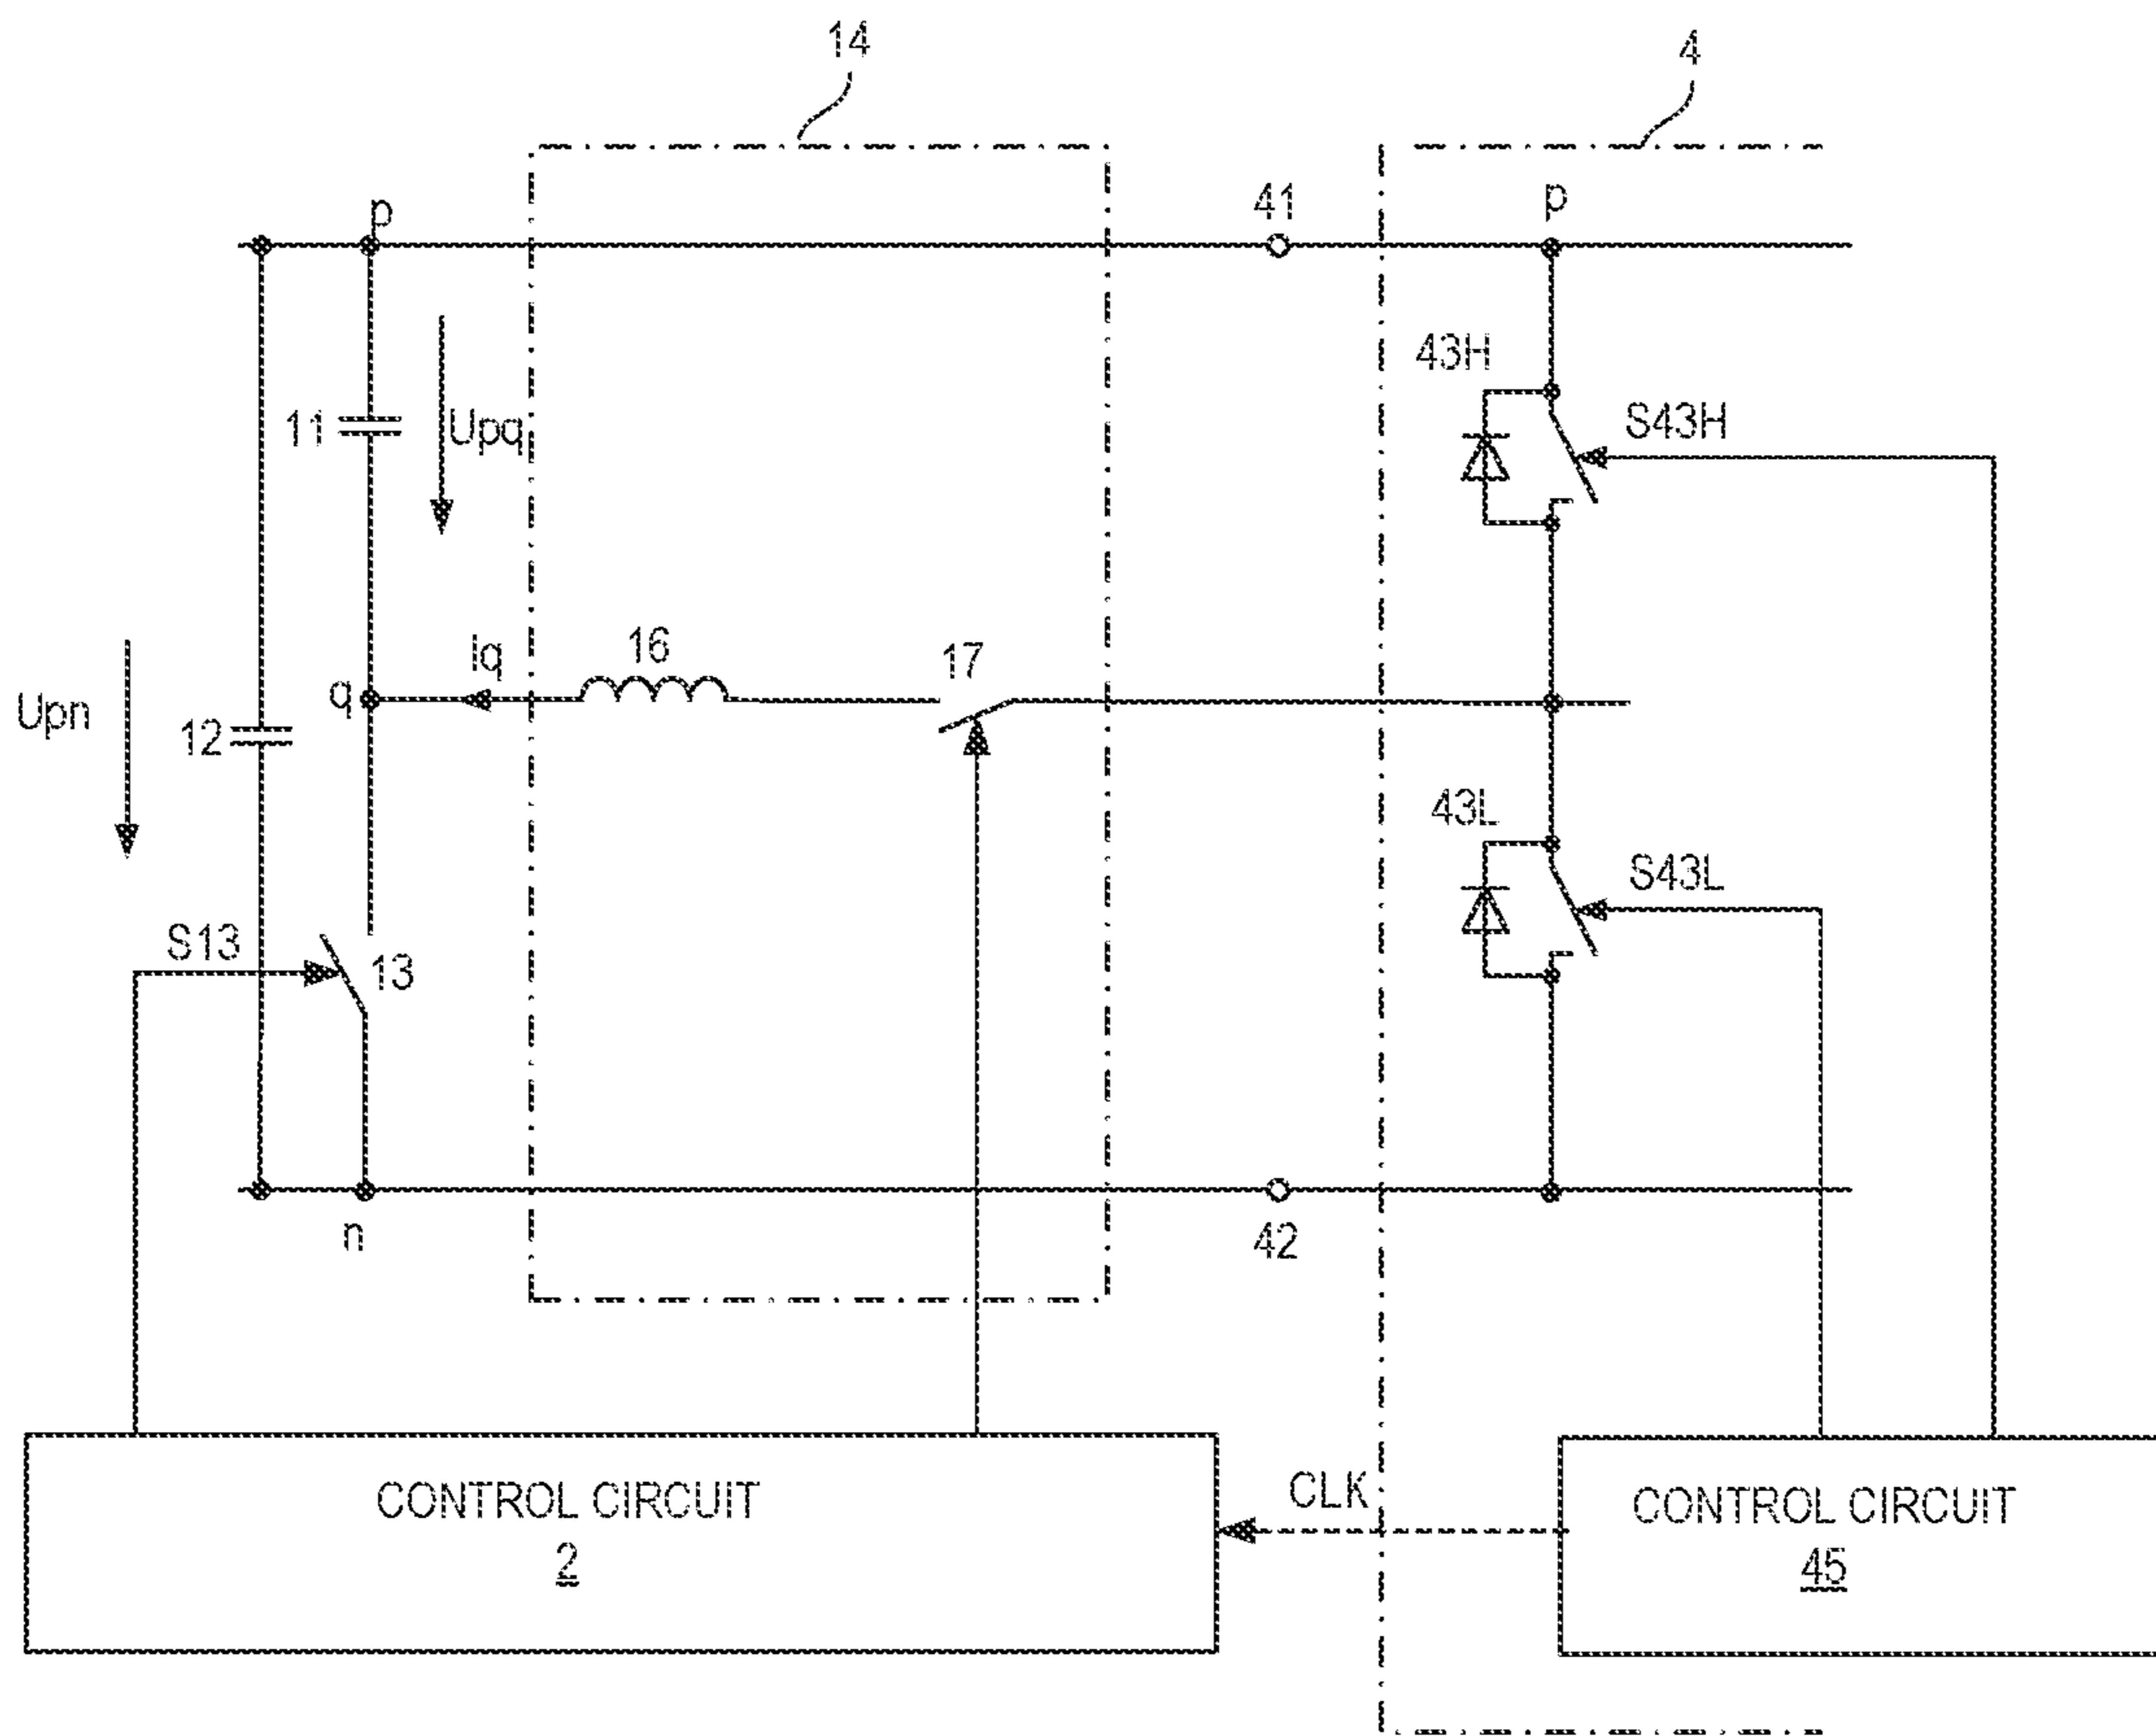 14
4
p
41
p
43H
11
Upq
S43H
Iq
16
17
q
Upn
12
43L
S43L
S13
13
n
42
CONTROL CIRCUIT
2
CLK
CONTROL CIRCUIT
45